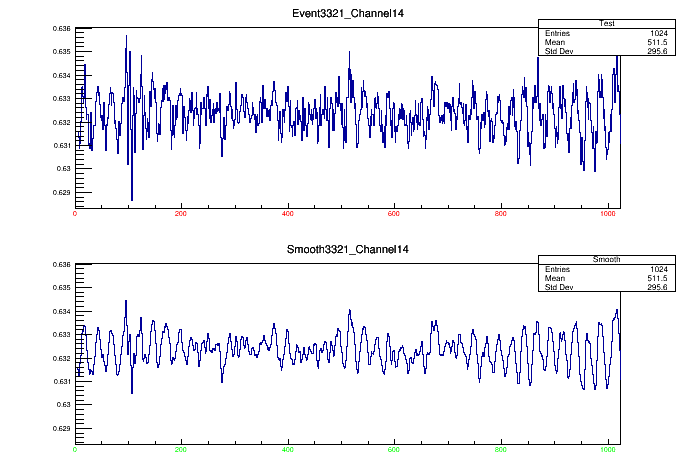 Event3321_Channel14
Test
Entries 1024
Mean 511.5
Std Dev 295.6
0.636
0.635
0.634
0.633
0.632
0.631
0.63
0.629
0 200 400 600 800 1000
Smooth3321_Channel14
Smooth
Entries 1024
Mean 511.5
Std Dev 295.6
0.636
0.635
0.634
0.633
0.632
0.631
0.63
0.629
0 200 400 600 800 1000